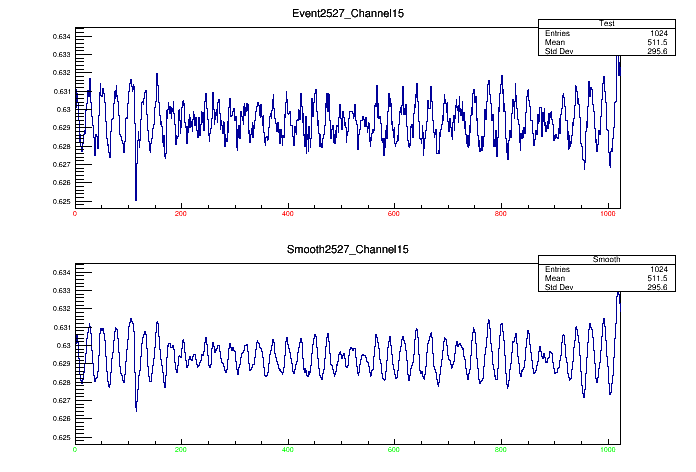 Event2527_Channel15
Test
Entries 1024
Mean 511.5
Std Dev 295.6
0.634
0.633
0.632
0.631
0.63
0.629
0.628
0.627
0.626
0.625
0 200 400 600 800 1000
Smooth2527_Channel15
Smooth
Entries 1024
Mean 511.5
Std Dev 295.6
0.634
0.633
0.632
0.631
0.63
0.629
0.628
0.627
0.626
0.625
0 200 400 600 800 1000